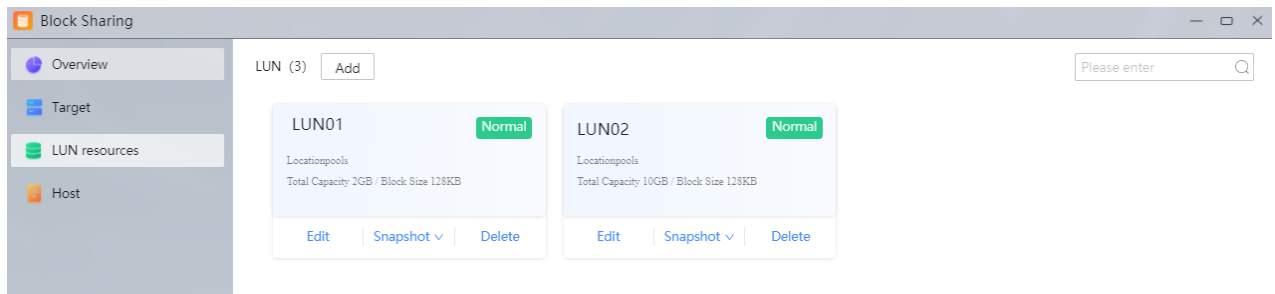 Block Sharing
Overview
Target
LUN resources
Host
LUN (3)
Add
Please enter
LUN01
Normal
Locationpools
Total Capacity 2GB / Block Size 128KB
Edit
Snapshot
Delete
LUN02
Normal
Locationpools
Total Capacity 10GB / Block Size 128KB
Edit
Snapshot
Delete